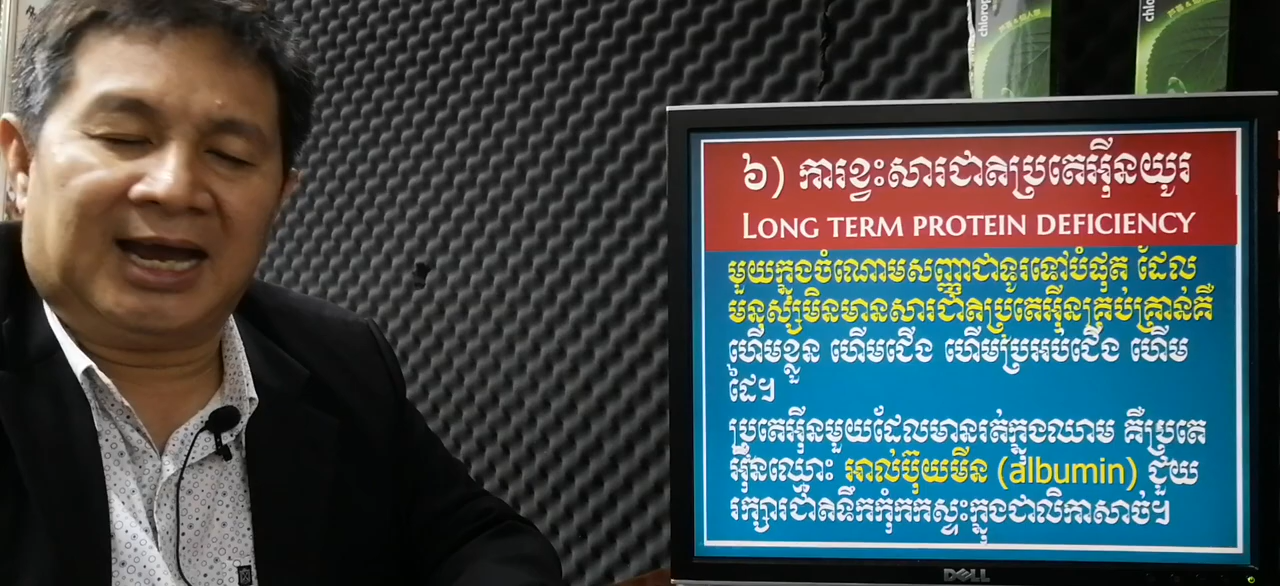 chlorop
chlo
៦) ការខ្វះសារជាតិប្រូតេអ៊ីនយូរ
LONG TERM PROTEIN DEFICIENCY
មួយក្នុងចំណោមសញ្ញាជាទូរទៅបំផុត ដែល
មនុស្សមិនមានសារជាតិប្រូតេអ៊ីនគ្រប់គ្រាន់គឺ
ហើមខ្លួន ហើមជើង ហើមប្រអប់ជើង ហើម
ដៃ។
ប្រូតេអ៊ីនមួយដែលមានរត់ក្នុងឈាម គឺប្រូតេ
អ៊ីនឈ្មោះ អាល់ប៊ុយមីន (albumin) ជួយ
រក្សារជាតិទឹកកុំកកស្ទះក្នុងជាលិកាសាច់។
DELL